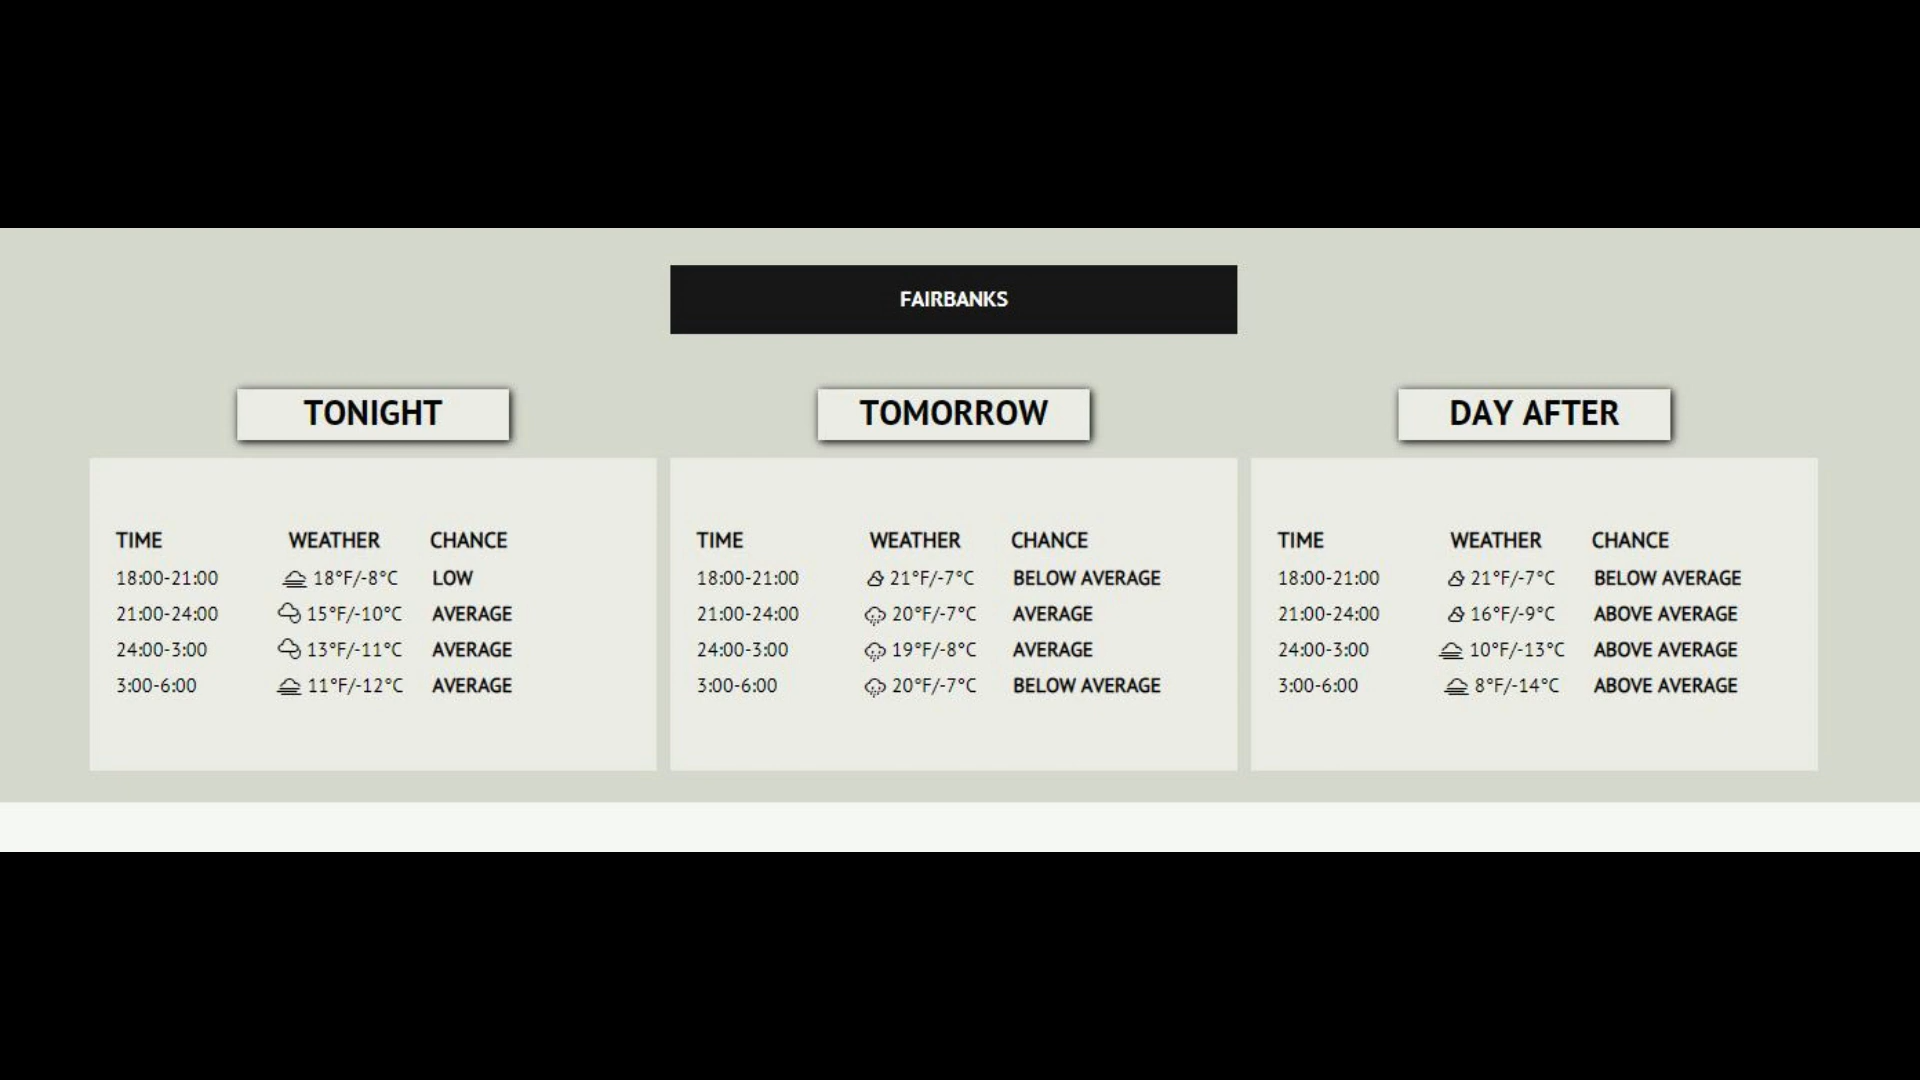 FAIRBANKS
TONIGHT
TIME WEATHER CHANCE
18:00-21:00 18°F/-8°C LOW
21:00-24:00 15°F/-10°C AVERAGE
24:00-3:00 13°F/-11°C AVERAGE
3:00-6:00 11°F/-12°C AVERAGE
TOMORROW
TIME WEATHER CHANCE
18:00-21:00 21°F/-7°C BELOW AVERAGE
21:00-24:00 20°F/-7°C AVERAGE
24:00-3:00 19°F/-8°C AVERAGE
3:00-6:00 20°F/-7°C BELOW AVERAGE
DAY AFTER
TIME WEATHER CHANCE
18:00-21:00 21°F/-7°C BELOW AVERAGE
21:00-24:00 16°F/-9°C ABOVE AVERAGE
24:00-3:00 10°F/-13°C ABOVE AVERAGE
3:00-6:00 8°F/-14°C ABOVE AVERAGE